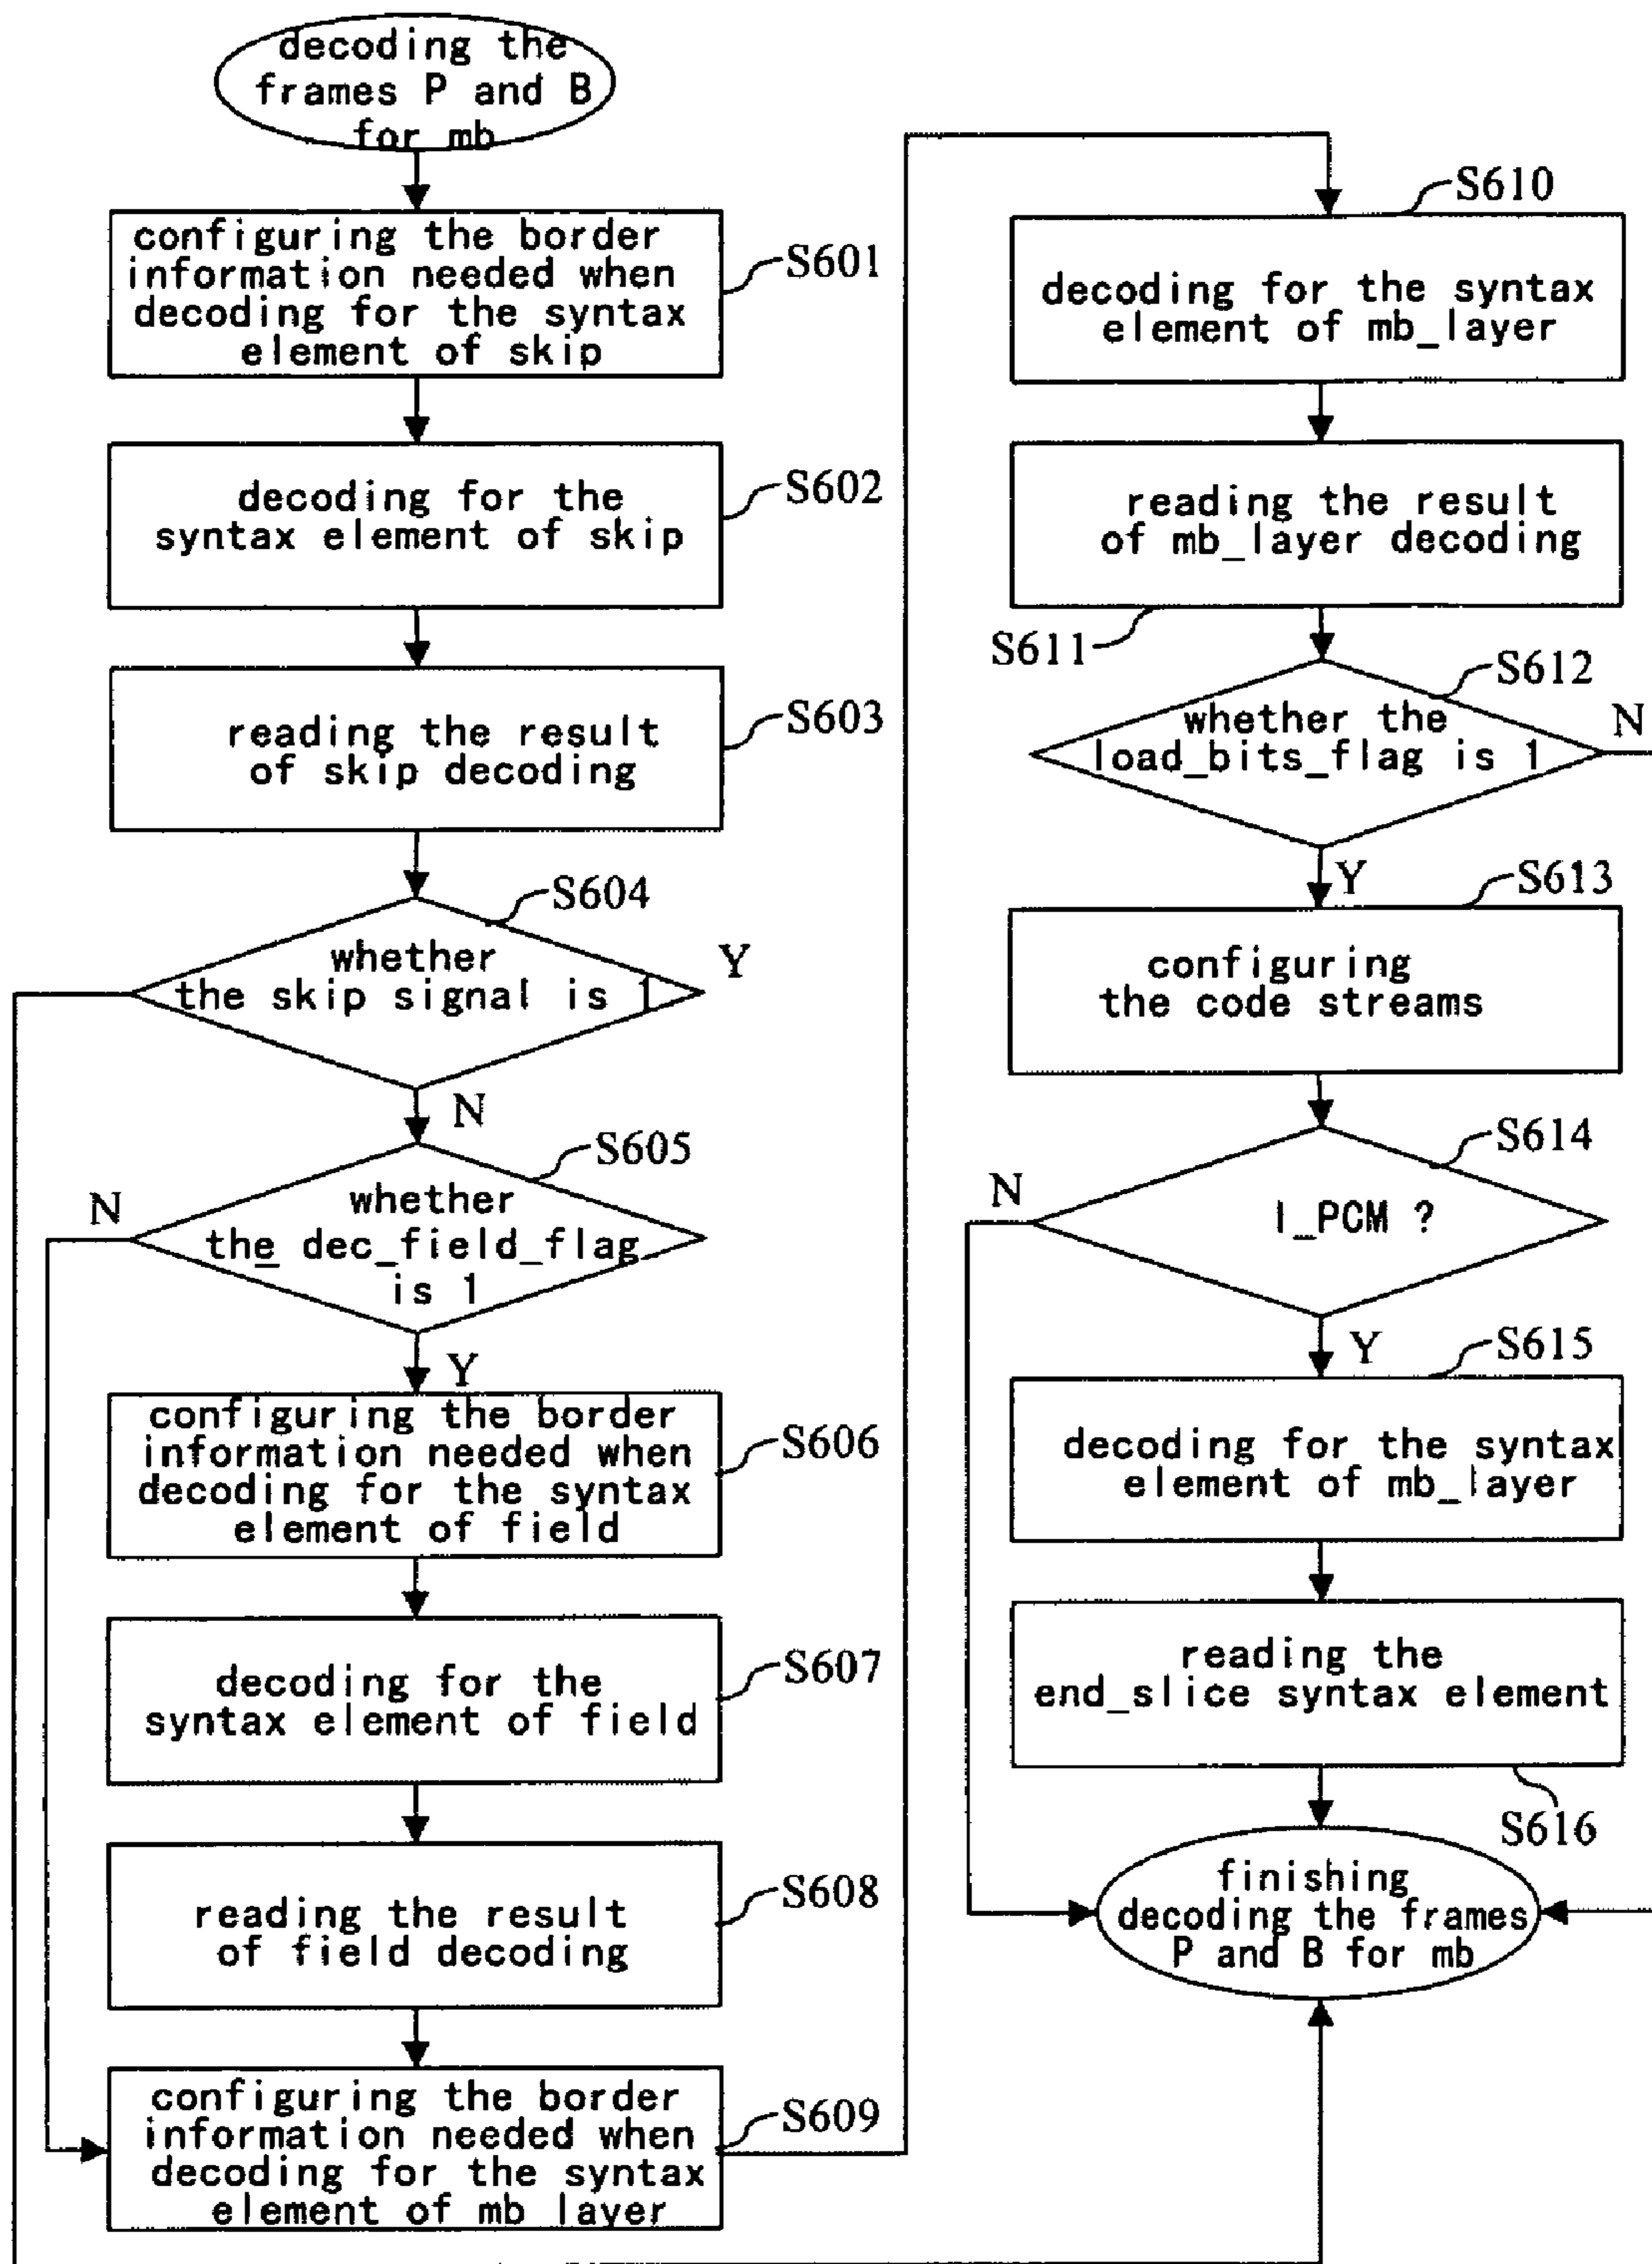 decoding the
frames P and B
for mb
configuring the border
information needed when
decoding for the syntax
element of skip
S601
decoding for the
syntax element of skip
S602
reading the result
of skip decoding
S603
S604
whether
the skip signal is 1
Y
N
S605
whether
the dec_field_flag
is 1
N
Y
configuring the border
information needed when
decoding for the syntax
element of field
S606
decoding for the
syntax element of field
S607
reading the result
of field decoding
S608
configuring the border
information needed when
decoding for the syntax
element of mb layer
S609
S610
decoding for the syntax
element of mb_layer
reading the result
of mb_layer decoding
S611
S612
whether the
load_bits_flag is 1
N
Y
S613
configuring
the code streams
S614
I_PCM ?
N
Y
S615
decoding for the syntax
element of mb_layer
reading the
end_slice syntax element
S616
finishing
decoding the frames
P and B for mb